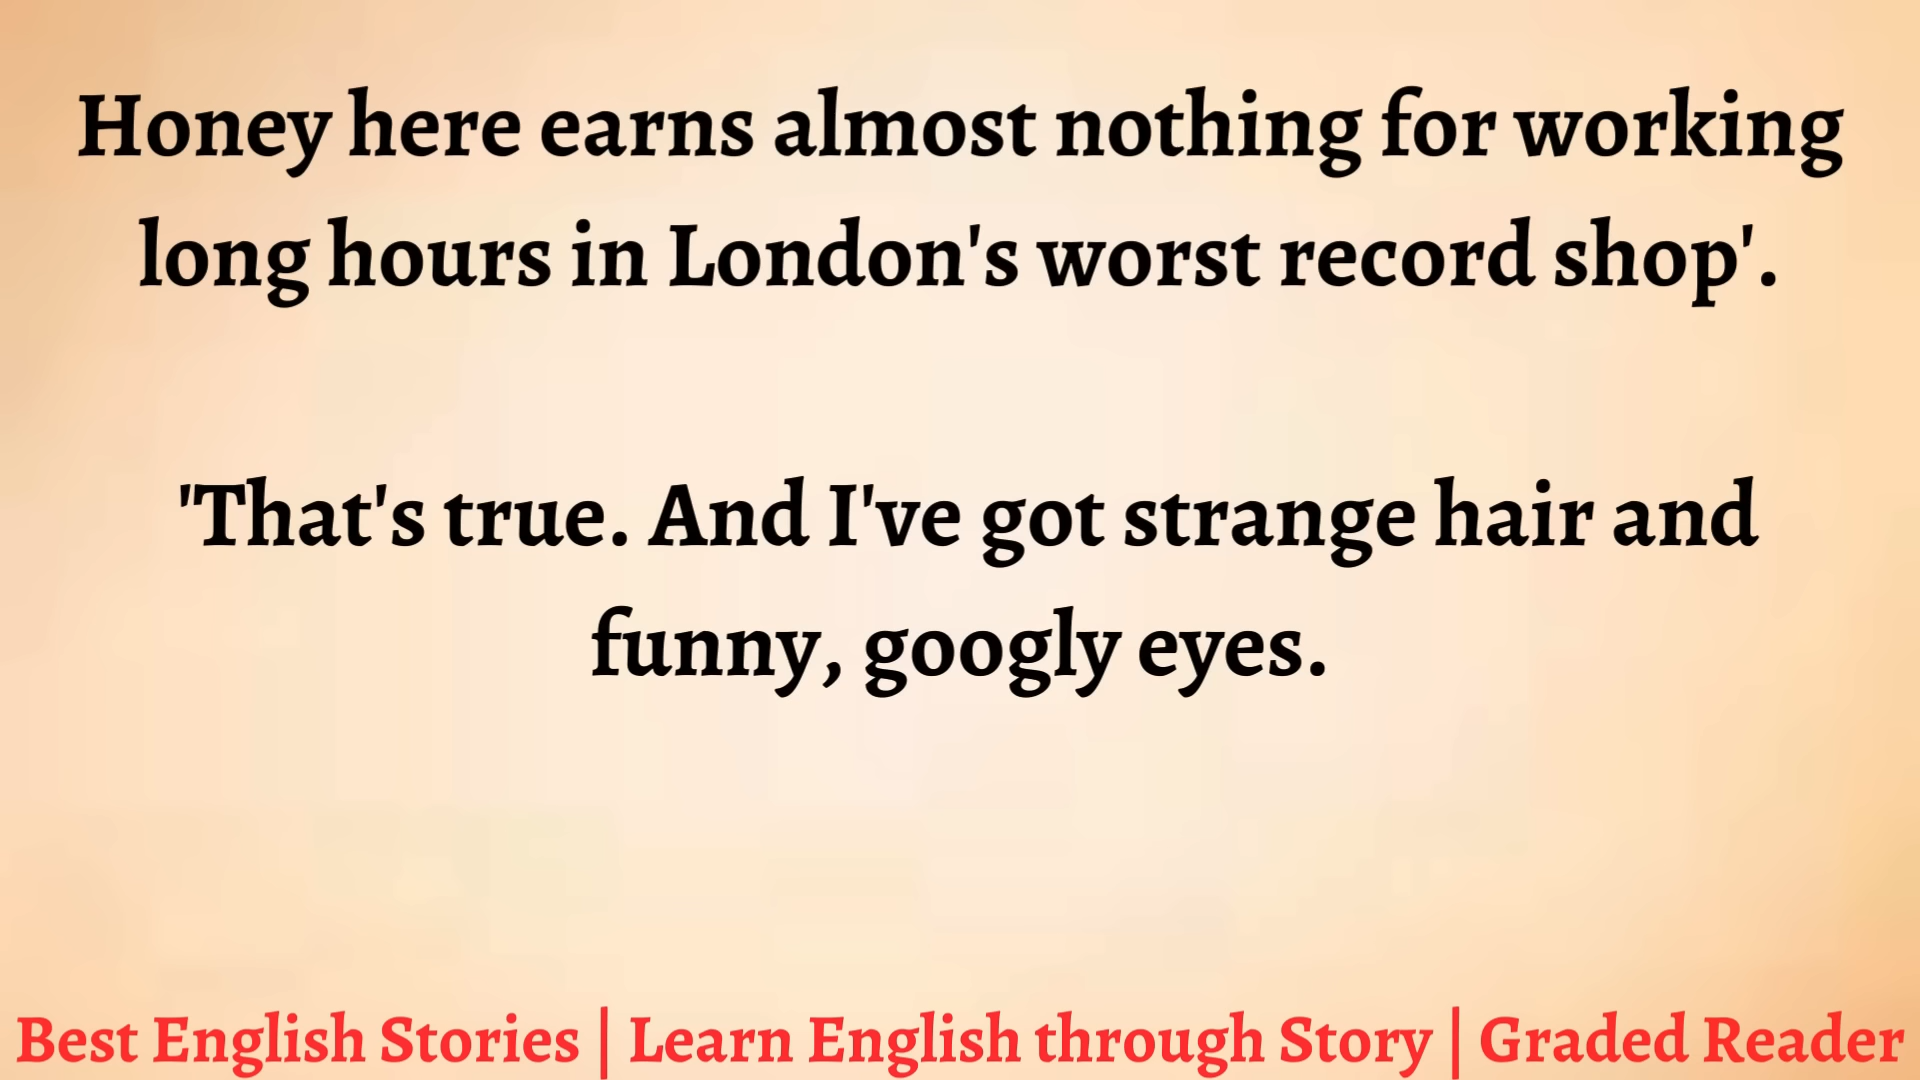 Honey here earns almost nothing for working
long hours in London's worst record shop'.
'That's true. And I've got strange hair and
funny, googly eyes.
Best English Stories | Learn English through Story | Graded Reader